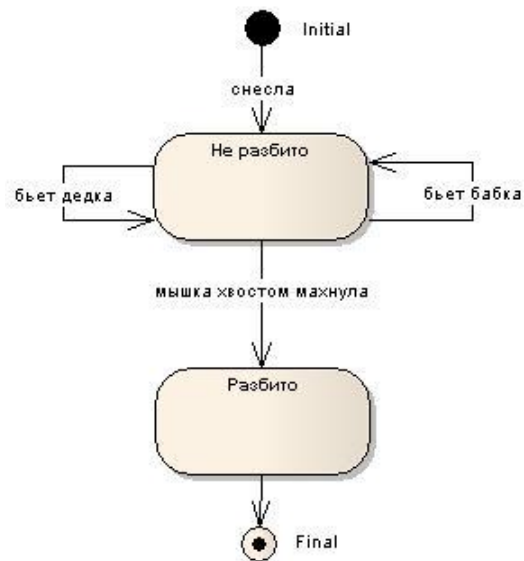 Initial
снесла
Не разбито
бьет дедка
бьет бабка
мышка хвостом махнула
Разбито
Final